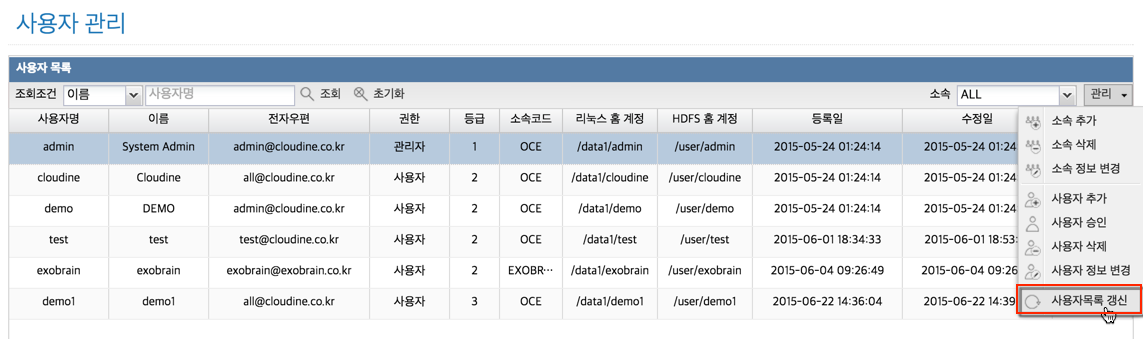 사용자 관리
사용자 목록
조회조건 이름 사용자명 조회 초기화 소속 ALL 관리
사용자명 이름 전자우편 권한 등급 소속코드 리눅스 홈 계정 HDFS 홈 계정 등록일 수정일
admin System Admin admin@cloudine.co.kr 관리자 1 OCE /data1/admin /user/admin 2015-05-24 01:24:14 2015-05-24 01:24
cloudine Cloudine all@cloudine.co.kr 사용자 2 OCE /data1/cloudine /user/cloudine 2015-05-24 01:24:14 2015-05-24 01:24
demo DEMO admin@cloudine.co.kr 사용자 2 OCE /data1/demo /user/demo 2015-05-24 01:24:14 2015-05-24 01:24
test test test@cloudine.co.kr 사용자 2 OCE /data1/test /user/test 2015-06-01 18:34:33 2015-06-01 18:53:
exobrain exobrain exobrain@exobrain.co.kr 사용자 2 EXOBR··· /data1/exobrain /user/exobrain 2015-06-04 09:26:49 2015-06-04 09:26
demo1 demo1 all@cloudine.co.kr 사용자 3 OCE /data1/demo1 /user/demo1 2015-06-22 14:36:04 2015-06-22 14:39
소속 추가
소속 삭제
소속 정보 변경
사용자 추가
사용자 승인
사용자 삭제
사용자 정보 변경
사용자목록 갱신